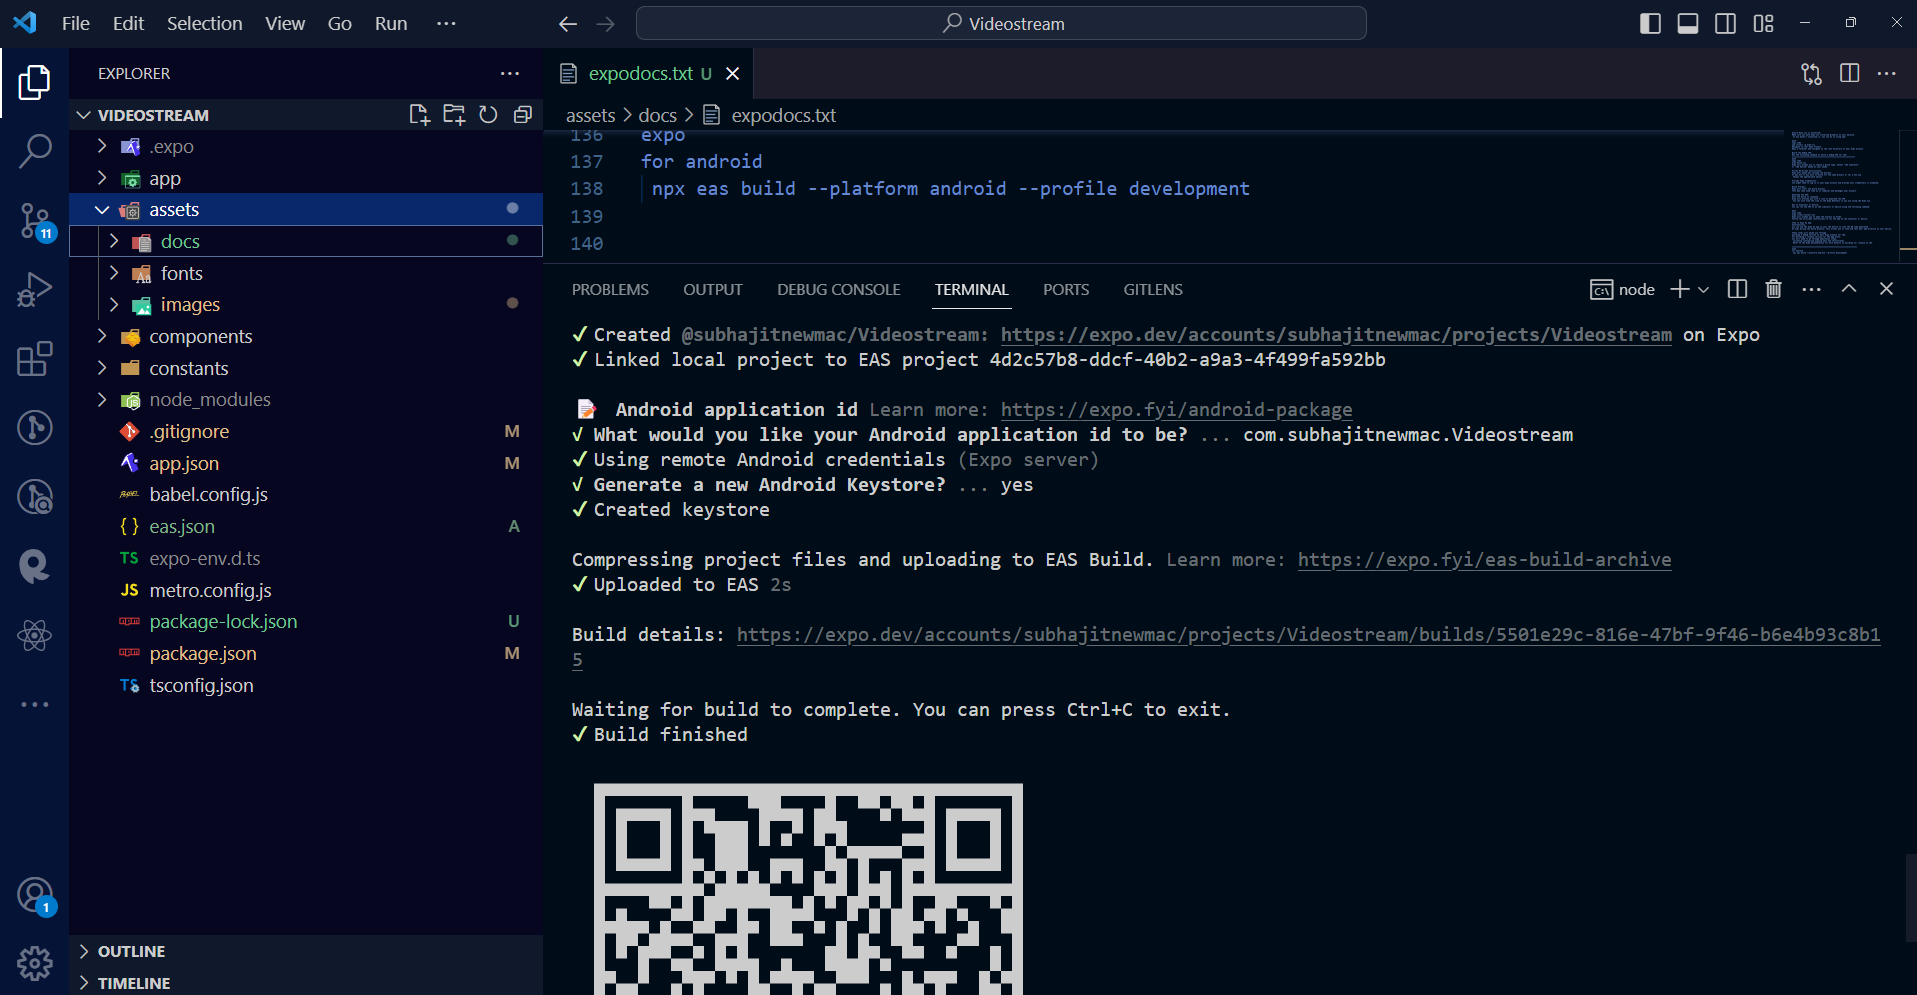 File Edit Selection View Go Run ···
Videostream
EXPLORER
VIDEOSTREAM
.expo
app
assets
docs
fonts
images
components
constants
node_modules
.gitignore M
app.json M
babel.config.js
eas.json A
expo-env.d.ts
metro.config.js
package-lock.json U
package.json M
tsconfig.json
OUTLINE
TIMELINE
11
1
expodocs.txt U
assets > docs > expodocs.txt
136 expo
137 for android
138 npx eas build --platform android --profile development
139
140
PROBLEMS OUTPUT DEBUG CONSOLE TERMINAL PORTS GITLENS
node
✓ Created @subhajitnewmac/Videostream: https://expo.dev/accounts/subhajitnewmac/projects/Videostream on Expo
✓ Linked local project to EAS project 4d2c57b8-ddcf-40b2-a9a3-4f499fa592bb
📝 Android application id Learn more: https://expo.fyi/android-package
√ What would you like your Android application id to be? ... com.subhajitnewmac.Videostream
✓ Using remote Android credentials (Expo server)
√ Generate a new Android Keystore? ... yes
✓ Created keystore
Compressing project files and uploading to EAS Build. Learn more: https://expo.fyi/eas-build-archive
✓ Uploaded to EAS 2s
Build details: https://expo.dev/accounts/subhajitnewmac/projects/Videostream/builds/5501e29c-816e-47bf-9f46-b6e4b93c8b1
5
Waiting for build to complete. You can press Ctrl+C to exit.
✓ Build finished